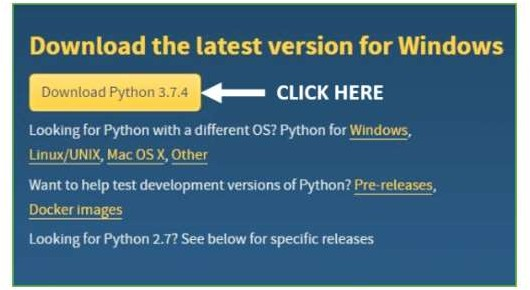 Download the latest version for Windows
Download Python 3.7.4 CLICK HERE
Looking for Python with a different OS? Python for Windows,
Linux/UNIX, Mac OS X, Other
Want to help test development versions of Python? Pre-releases,
Docker images
Looking for Python 2.7? See below for specific releases